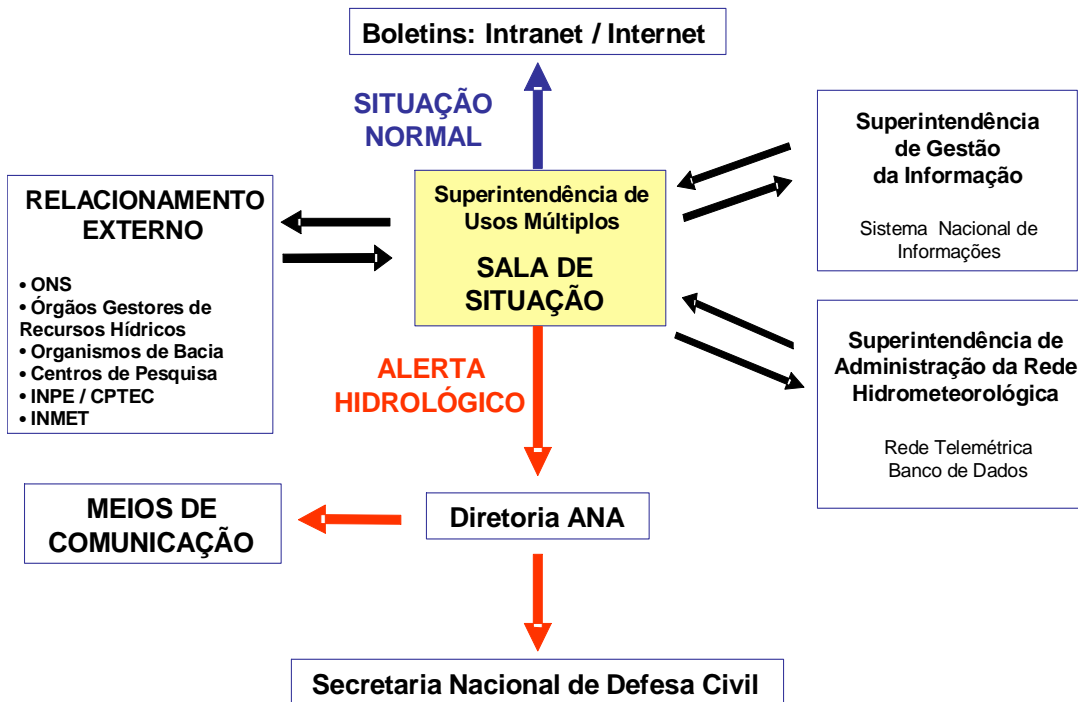 Boletins: Intranet / Internet
SITUAÇÃO
NORMAL
Superintendência
de Gestão
da Informação
Sistema Nacional de
Informações
RELACIONAMENTO
EXTERNO
• ONS
• Órgãos Gestores de
Recursos Hídricos
• Organismos de Bacia
• Centros de Pesquisa
• INPE / CPTEC
• INMET
Superintendência de
Usos Múltiplos
SALA DE
SITUAÇÃO
Superintendência de
Administração da Rede
Hidrometeorológica
Rede Telemétrica
Banco de Dados
ALERTA
HIDROLÓGICO
MEIOS DE
COMUNICAÇÃO
Diretoria ANA
Secretaria Nacional de Defesa Civil